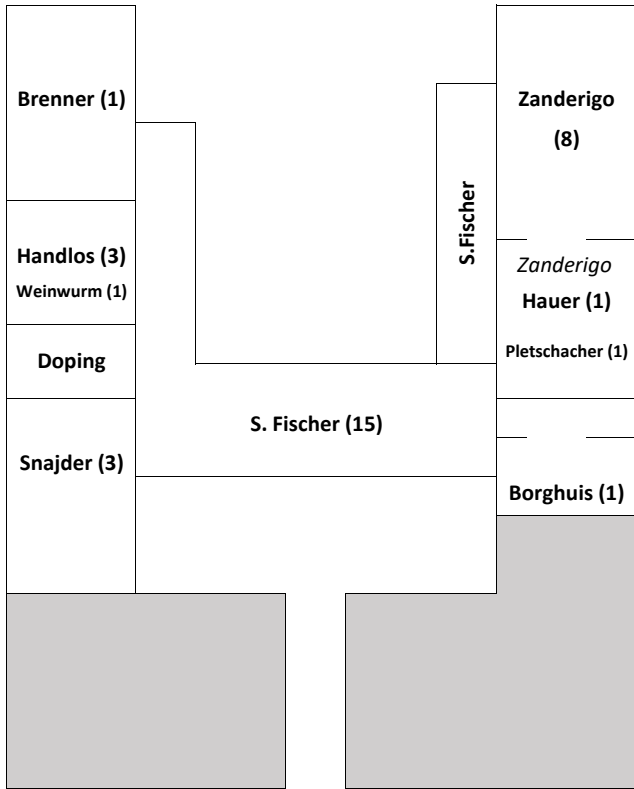 Brenner (1)
Handlos (3)
Weinwurm (1)
Doping
Snajder (3)
S. Fischer (15)
S.Fischer
Zanderigo
(8)
Zanderigo
Hauer (1)
Pletschacher (1)
Borghuis (1)